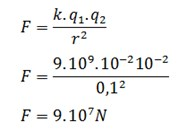 F = k.q₁.q₂ / r²
F = 9.10⁹.10⁻²10⁻² / 0,1²
F = 9.10⁷N